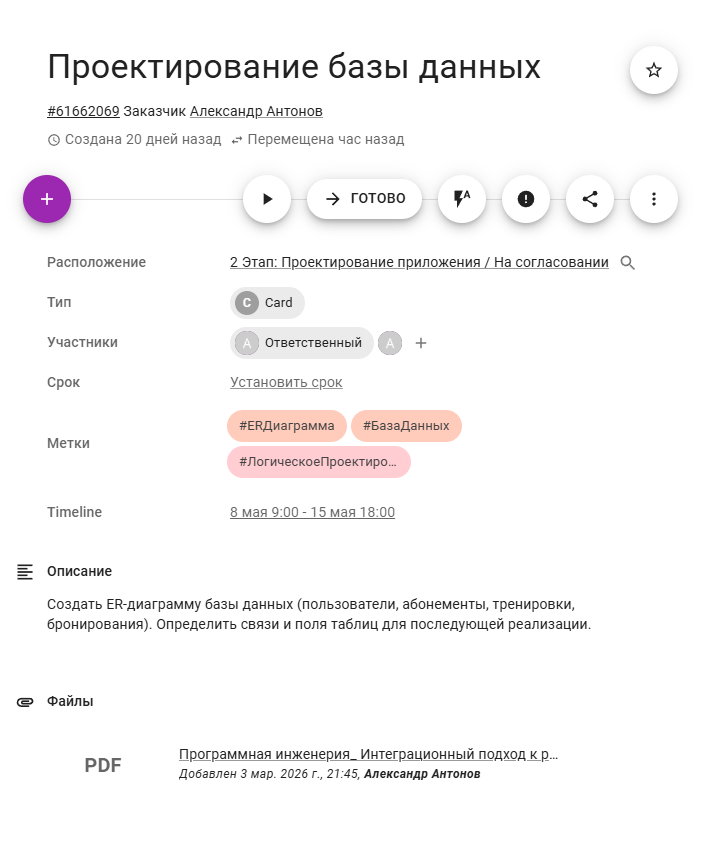 Проектирование базы данных
#61662069 Заказчик Александр Антонов
Создана 20 дней назад Перемещена час назад
ГОТОВО
A
Расположение
2 Этап: Проектирование приложения / На согласовании
Тип
C Card
Участники
A Ответственный A
Срок
Установить срок
Метки
#ERДиаграмма #БазаДанных
#ЛогическоеПроектиро...
Timeline
8 мая 9:00 - 15 мая 18:00
Описание
Создать ER-диаграмму базы данных (пользователи, абонементы, тренировки,
бронирования). Определить связи и поля таблиц для последующей реализации.
Файлы
PDF
Программная инженерия_ Интеграционный подход к р...
Добавлен 3 мар. 2026 г., 21:45, Александр Антонов